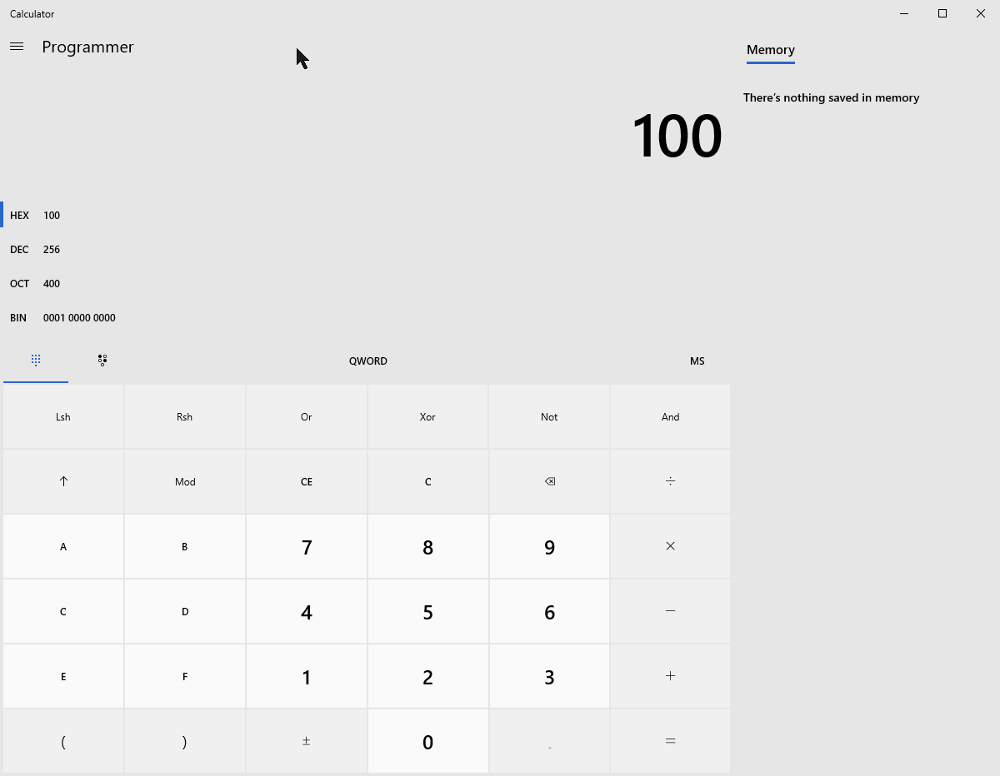 Calculator
Programmer
Memory
There's nothing saved in memory
100
HEX 100
DEC 256
OCT 400
BIN 0001 0000 0000
QWORD MS
Lsh Rsh Or Xor Not And
↑ Mod CE C ⌫ ÷
A B 7 8 9 ×
C D 4 5 6 −
E F 1 2 3 +
( ) ± 0 . =